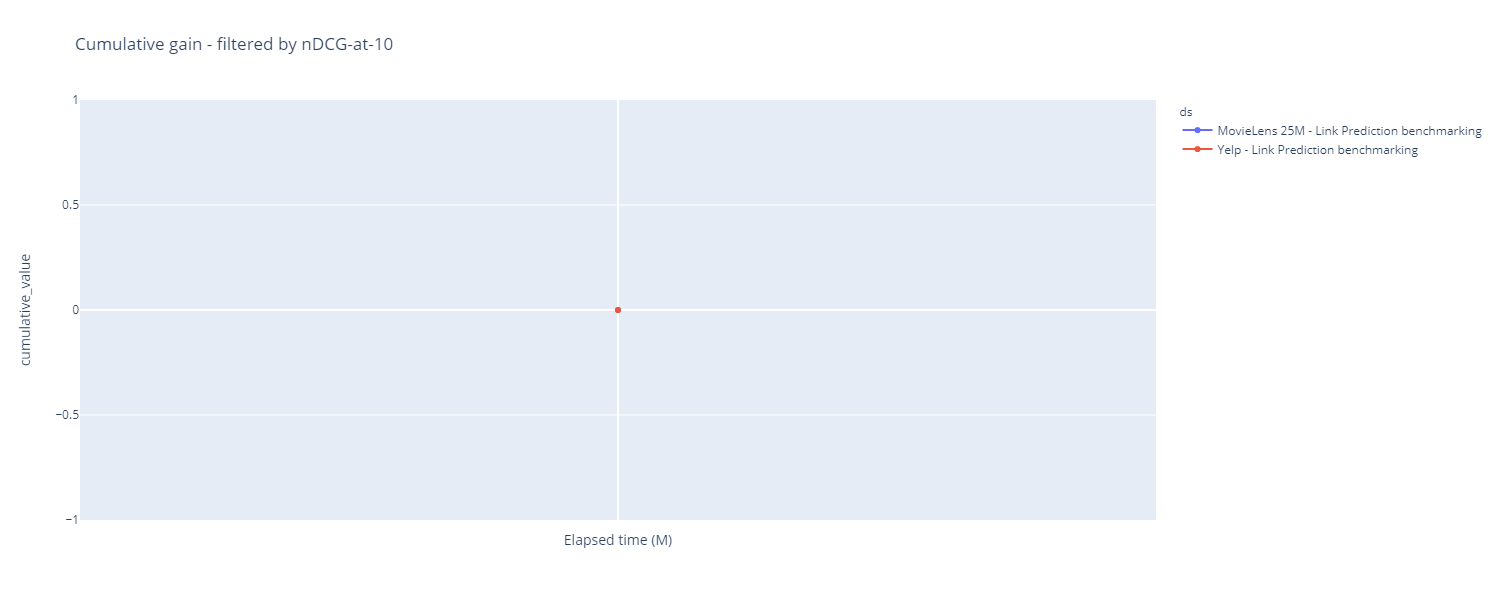 Cumulative gain - filtered by nDCG-at-10
1
0.5
0
−0.5
−1
cumulative_value
Elapsed time (M)
ds
MovieLens 25M - Link Prediction benchmarking
Yelp - Link Prediction benchmarking